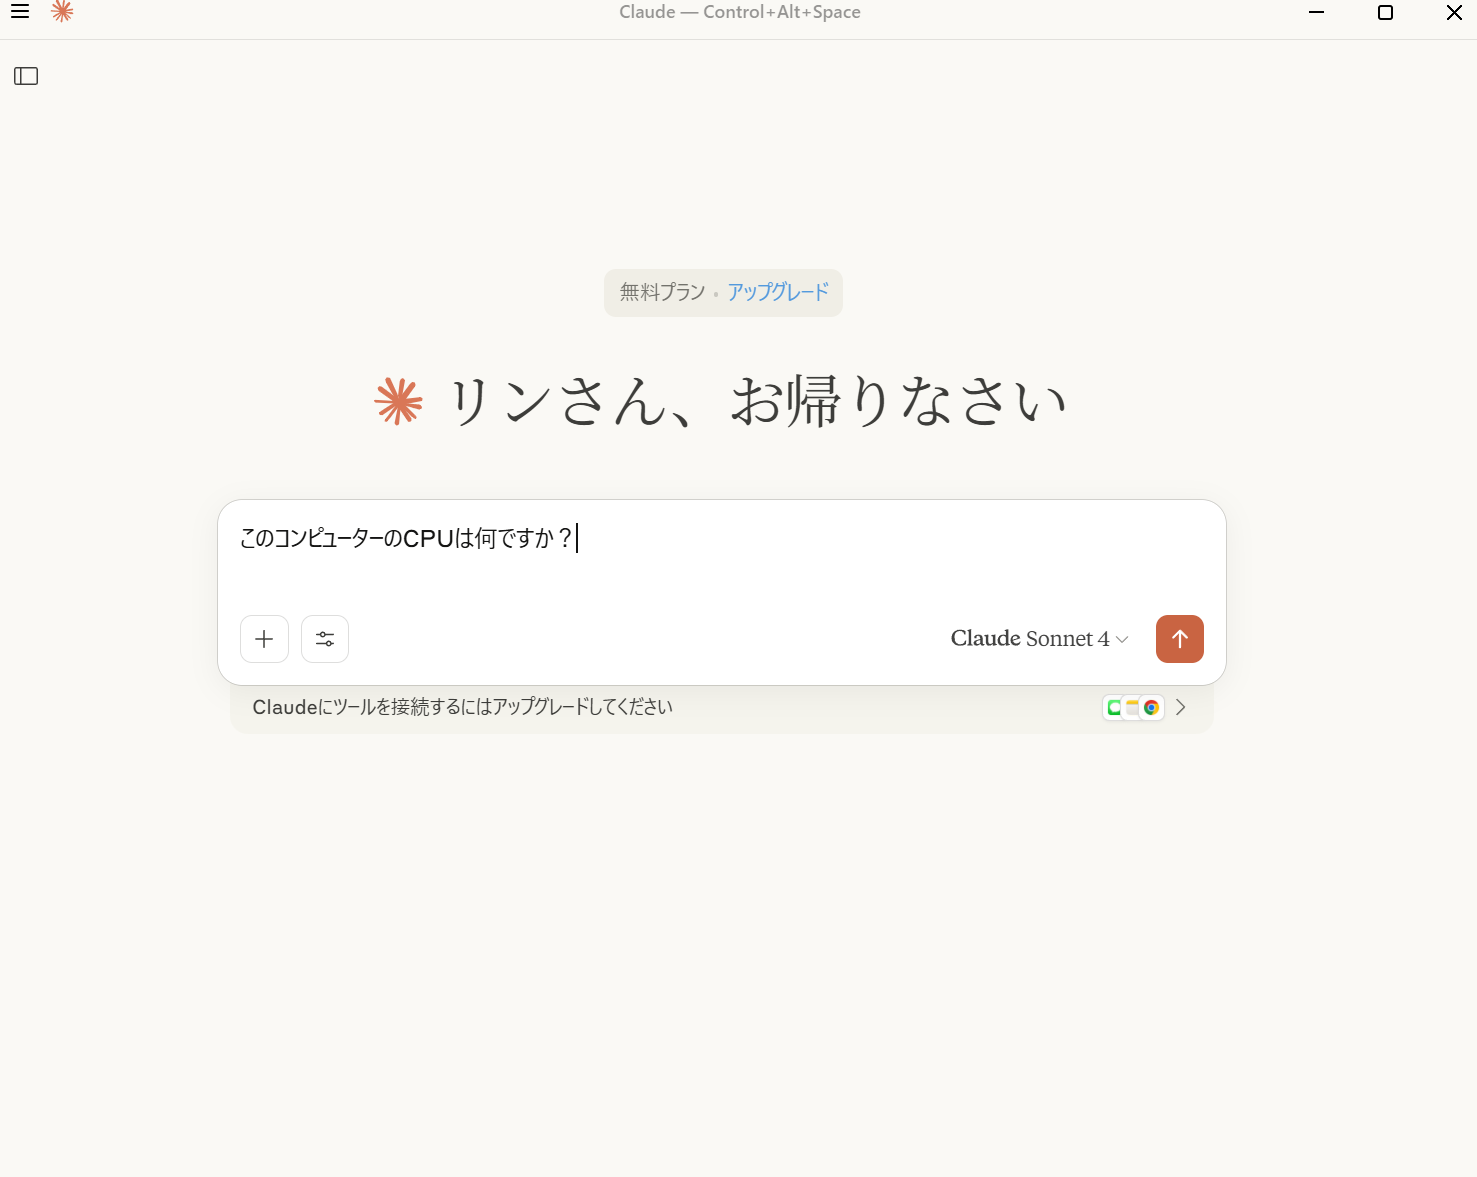 Claude — Control+Alt+Space
無料プラン • アップグレード
リンさん、お帰りなさい
このコンピューターのCPUは何ですか？
Claude Sonnet 4
Claudeにツールを接続するにはアップグレードしてください